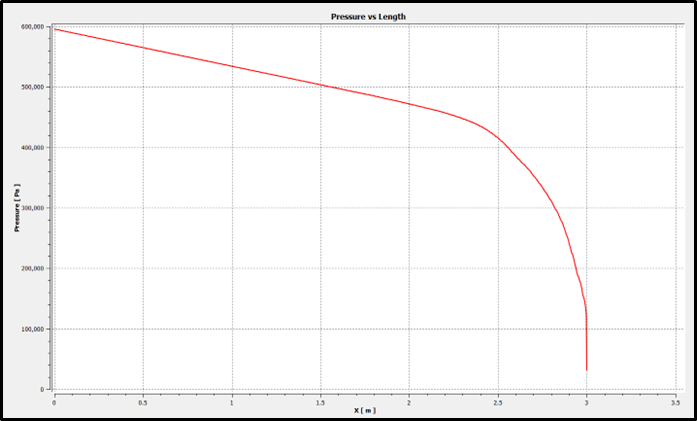 Pressure vs Length
600,000
500,000
400,000
300,000
200,000
100,000
0
Pressure [ Pa ]
0 0.5 1 1.5 2 2.5 3 3.5
X [ m ]